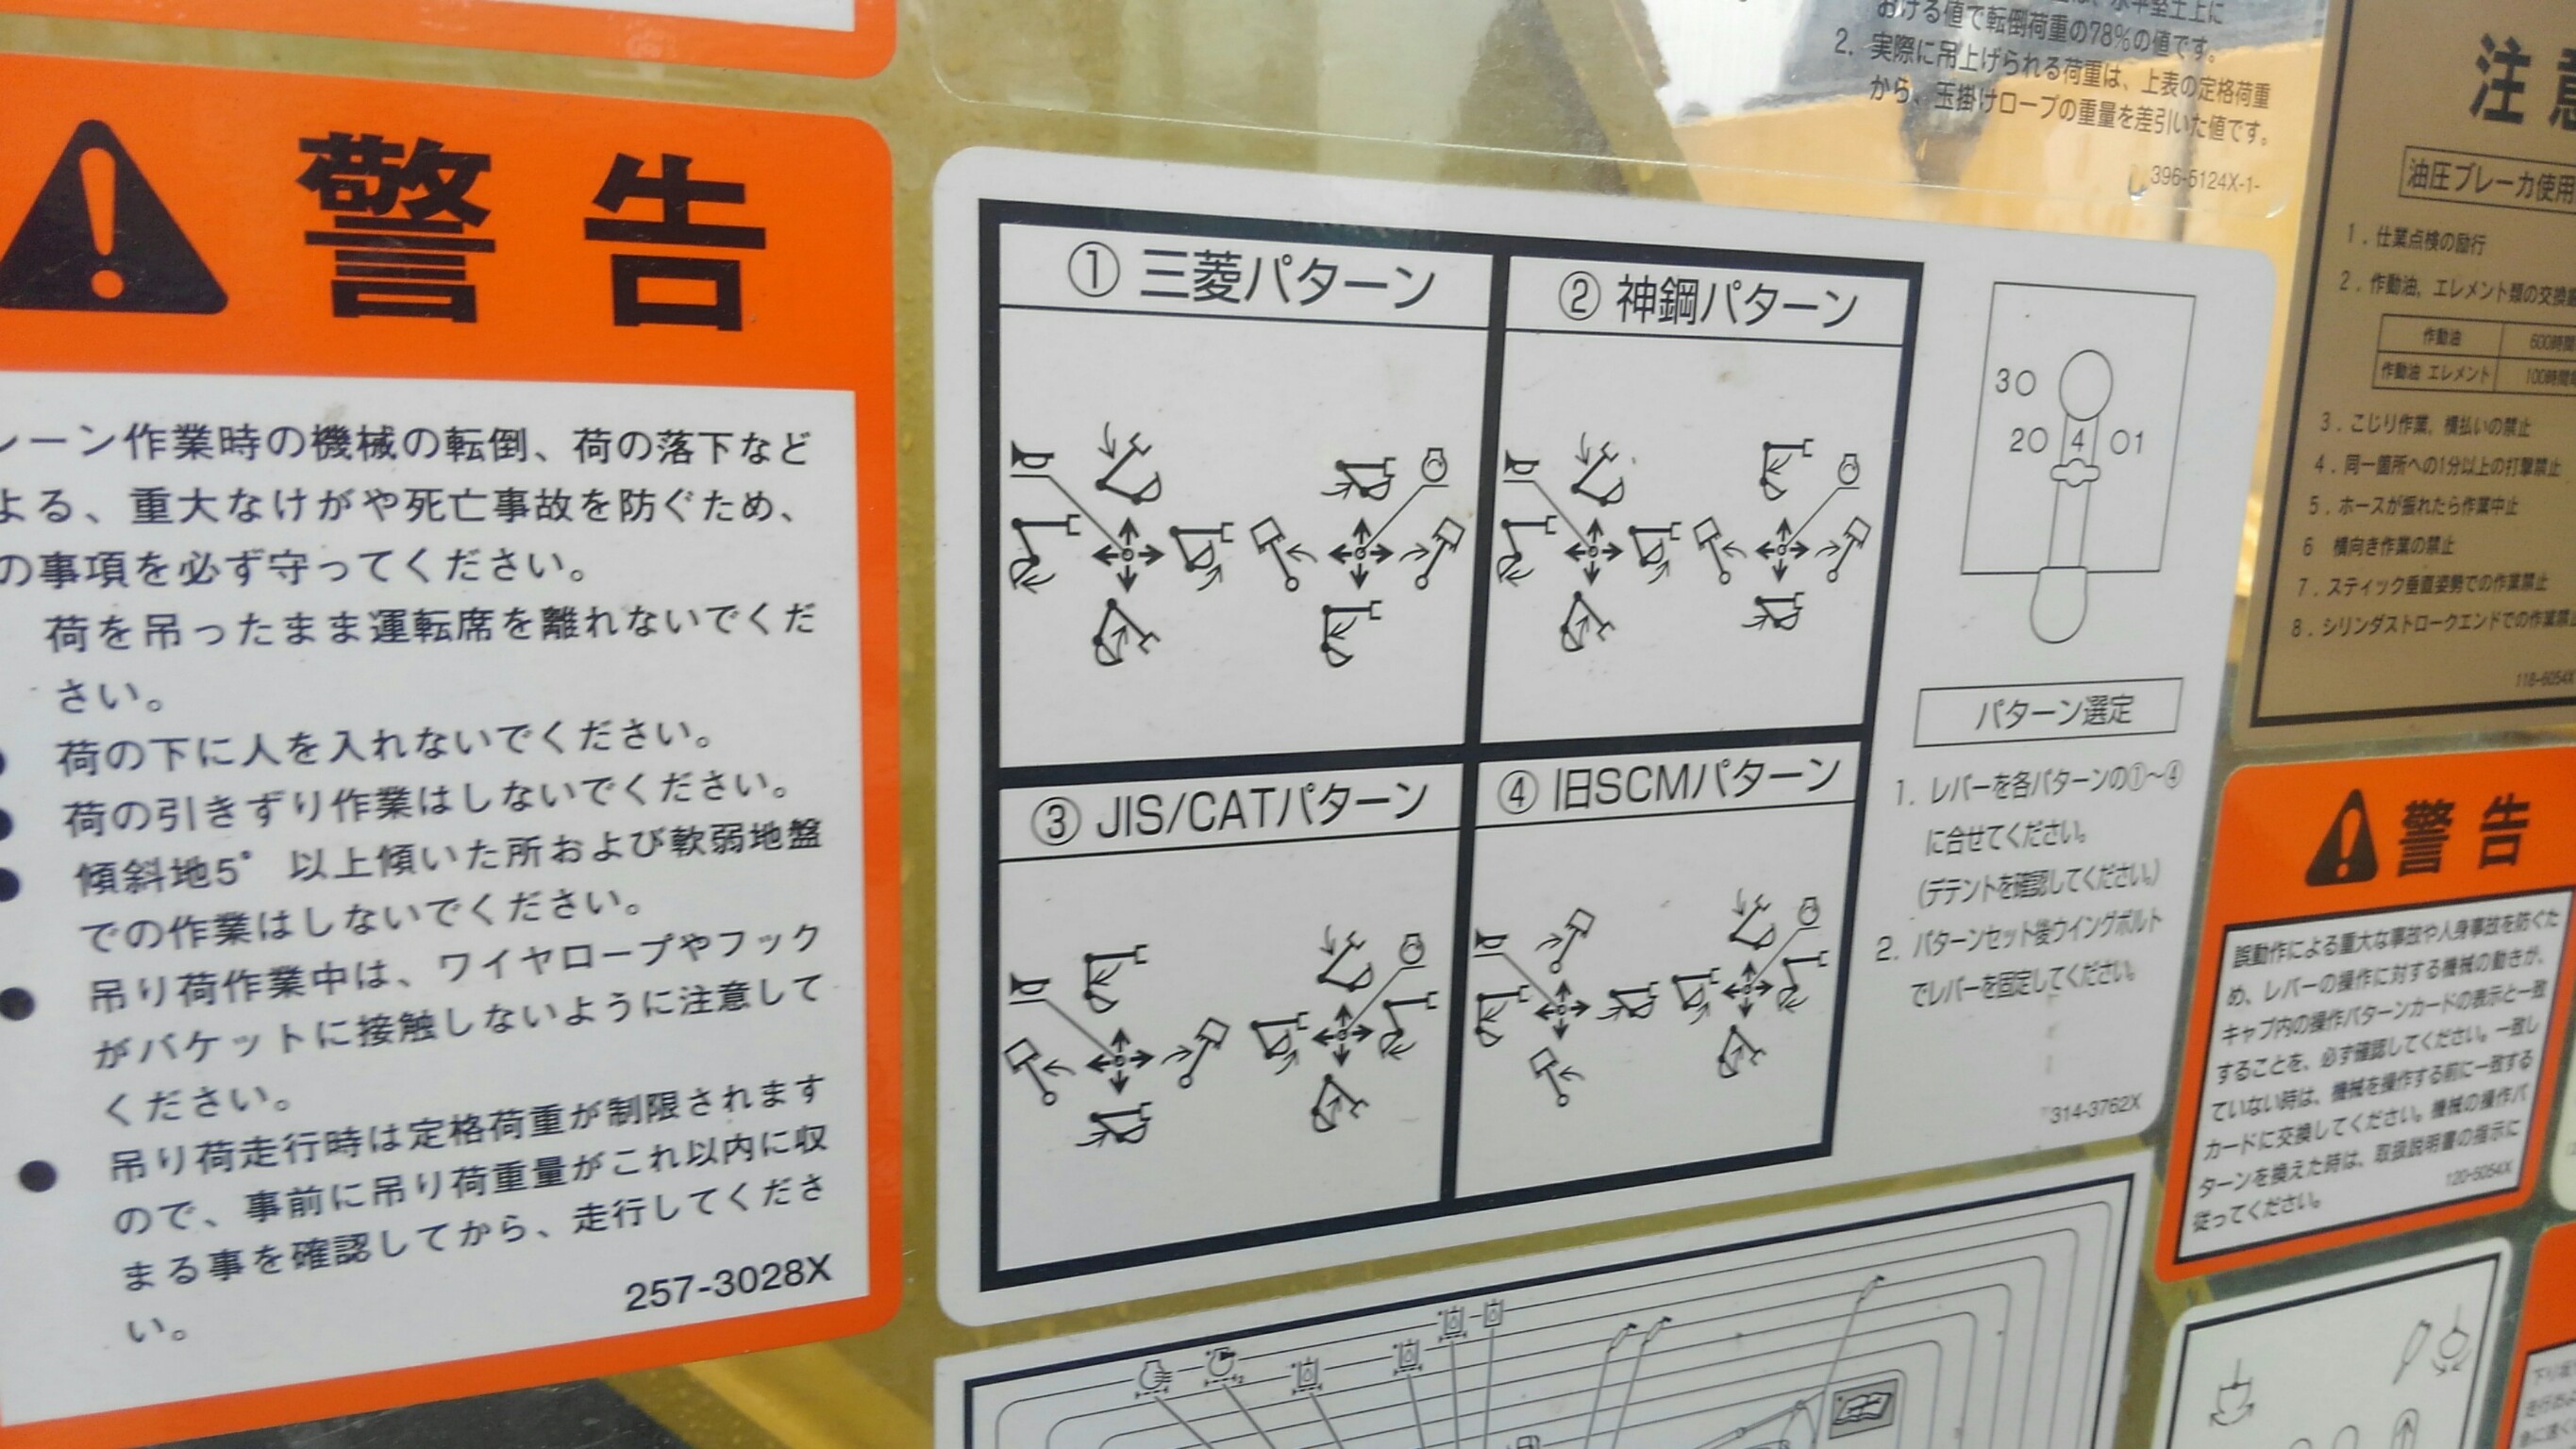 警告
レーン作業時の機械の転倒、荷の落下など
よる、重大なけがや死亡事故を防ぐため、
の事項を必ず守ってください。
荷を吊ったまま運転席を離れないでくだ
さい。
● 荷の下に人を入れないでください。
● 荷の引きずり作業はしないでください。
● 傾斜地5°以上傾いた所および軟弱地盤
での作業はしないでください。
● 吊り荷作業中は、ワイヤロープやフック
がバケットに接触しないように注意して
ください。
● 吊り荷走行時は定格荷重が制限されます
ので、事前に吊り荷重量がこれ以内に収
まる事を確認してから、走行してくださ
い。
257-3028X
おける値で転倒荷重の78%の値です。
2. 実際に吊上げられる荷重は、上表の定格荷重
から、玉掛けロープの重量を差引いた値です。
396-5124X-1-
① 三菱パターン
② 神鋼パターン
③ JIS/CATパターン
④ 旧SCMパターン
3
2 4 1
パターン選定
1. レバーを各パターンの①～④
に合せてください。
(デテントを確認してください。)
2. パターンセット後ウイングボルト
でレバーを固定してください。
314-3762X
注意
油圧ブレーカ使用
1. 仕業点検の励行
2. 作動油，エレメント類の交換
作動油 600時間
作動油 エレメント 100時間
3. こじり作業，横払いの禁止
4. 同一箇所への1分以上の打撃禁止
5. ホースが振れたら作業中止
6 横向き作業の禁止
7. スティック垂直姿勢での作業禁止
8. シリンダストロークエンドでの作業禁止
118-6054X
警告
誤動作による重大な事故や人身事故を防ぐた
め、レバーの操作に対する機械の動きが、
キャブ内の操作パターンカードの表示と一致
することを、必ず確認してください。一致し
ていない時は、機械を操作する前に一致する
カードに交換してください。機械の操作パ
ターンを換えた時は、取扱説明書の指示に
従ってください。
120-5054X